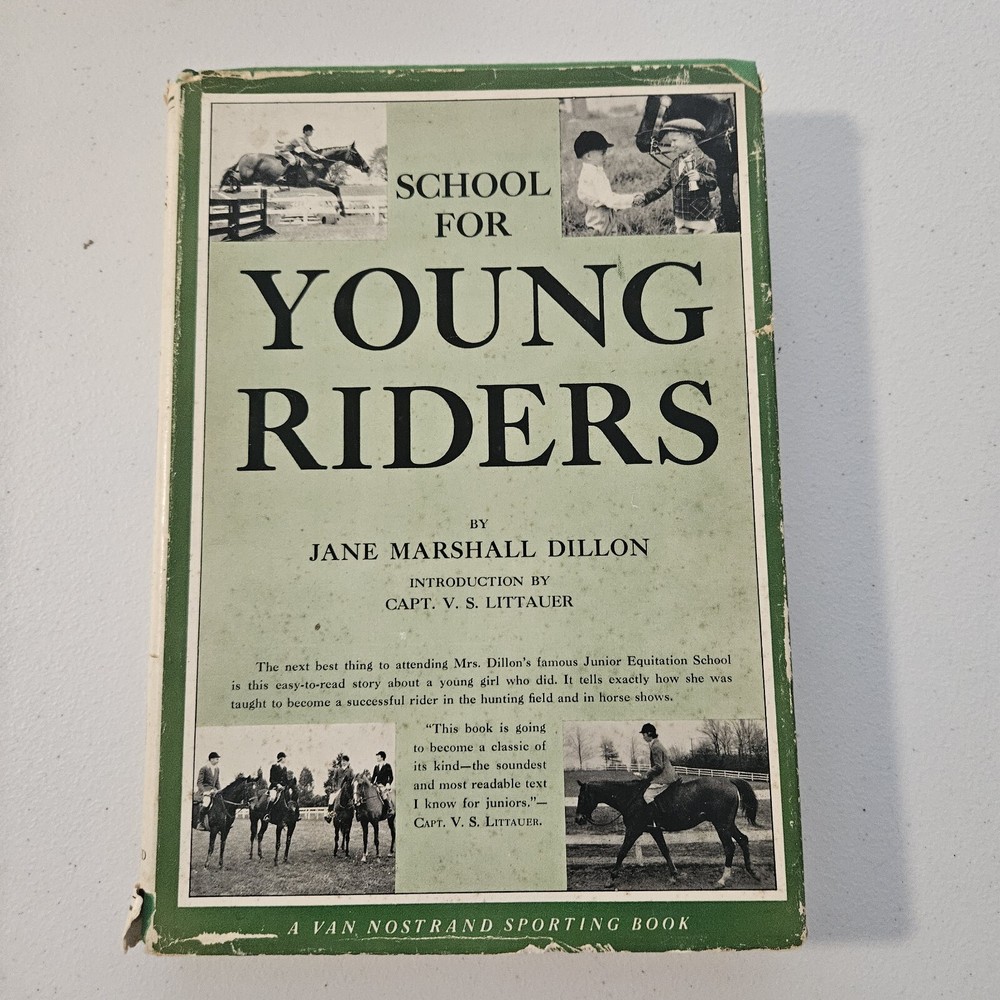 SCHOOL
FOR
YOUNG
RIDERS
BY
JANE MARSHALL DILLON
INTRODUCTION BY
CAPT. V. S. LITTAUER
The next best thing to attending Mrs. Dillon's famous Junior Equitation School
is this easy-to-read story about a young girl who did. It tells exactly how she was
taught to become a successful rider in the hunting field and in horse shows.
"This book is going
to become a classic of
its kind—the soundest
and most readable text
I know for juniors."—
CAPT. V. S. LITTAUER.
A VAN NOSTRAND SPORTING BOOK